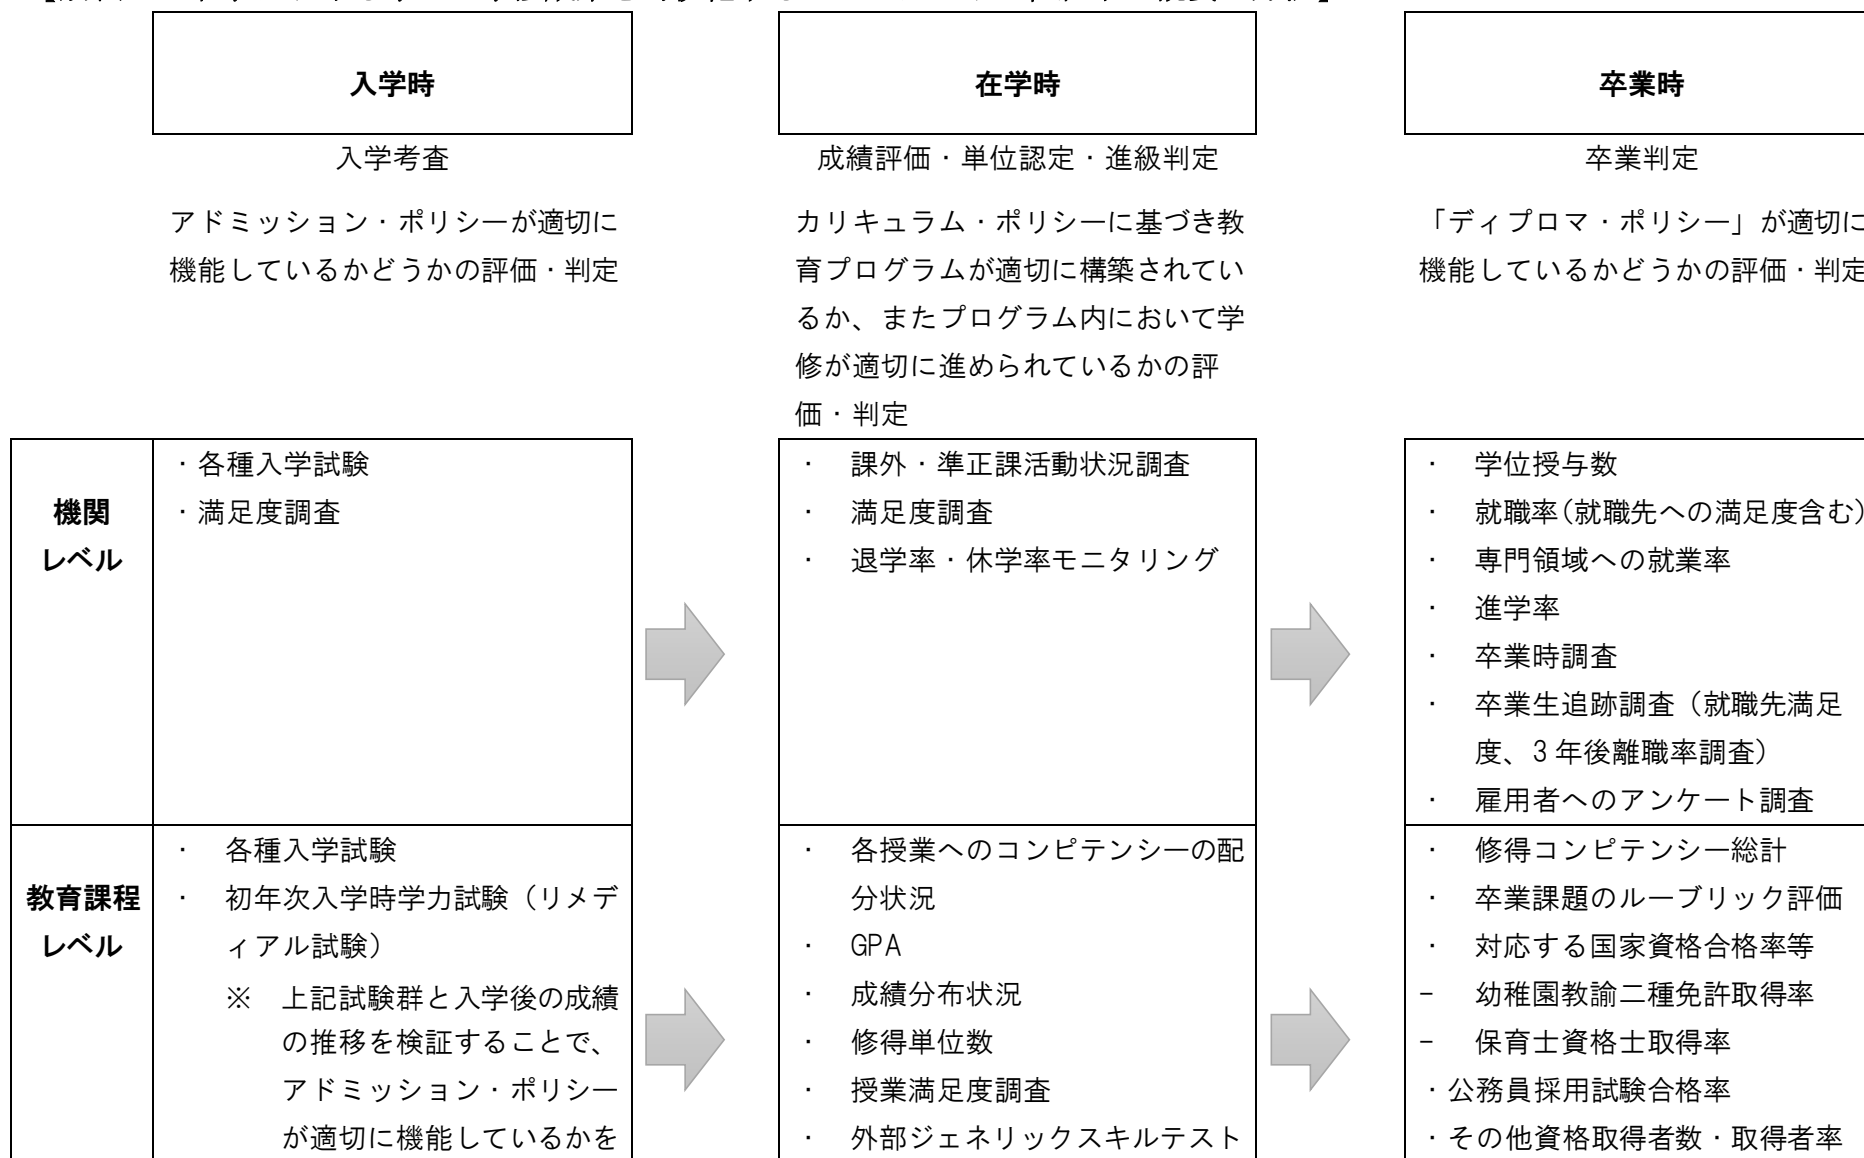 入学時
在学時
卒業時
入学考査
成績評価・単位認定・進級判定
卒業判定
アドミッション・ポリシーが適切に
機能しているかどうかの評価・判定
カリキュラム・ポリシーに基づき教
育プログラムが適切に構築されてい
るか、またプログラム内において学
修が適切に進められているかの評
価・判定
「ディプロマ・ポリシー」が適切に
機能しているかどうかの評価・判定
機関
レベル
・各種入学試験
・満足度調査
・ 課外・準正課活動状況調査
・ 満足度調査
・ 退学率・休学率モニタリング
・ 学位授与数
・ 就職率(就職先への満足度含む)
・ 専門領域への就業率
・ 進学率
・ 卒業時調査
・ 卒業生追跡調査（就職先満足
度、3年後離職率調査）
・ 雇用者へのアンケート調査
教育課程
レベル
・ 各種入学試験
・ 初年次入学時学力試験（リメデ
ィアル試験）
※ 上記試験群と入学後の成績
の推移を検証することで、
アドミッション・ポリシー
が適切に機能しているかを
・ 各授業へのコンピテンシーの配
分状況
・ GPA
・ 成績分布状況
・ 修得単位数
・ 授業満足度調査
・ 外部ジェネリックスキルテスト
・ 修得コンピテンシー総計
・ 卒業課題のルーブリック評価
・ 対応する国家資格合格率等
－ 幼稚園教諭二種免許取得率
－ 保育士資格士取得率
・公務員採用試験合格率
・その他資格取得者数・取得者率